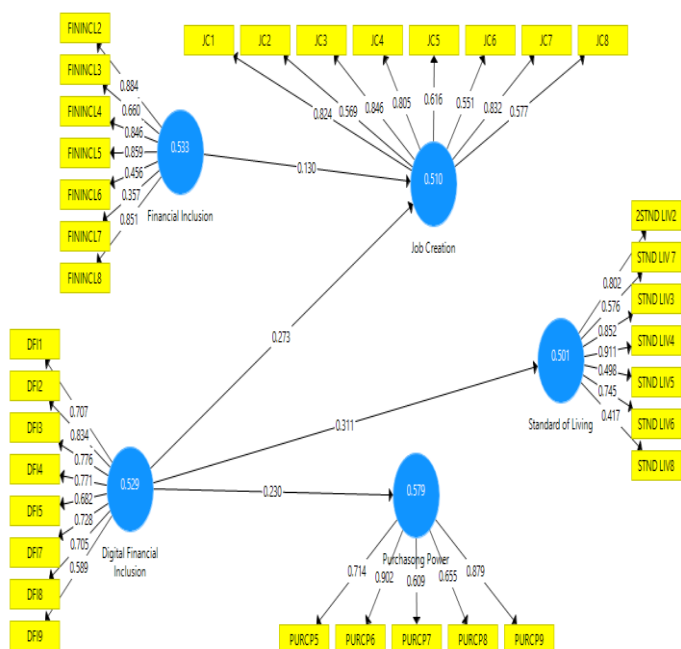 FININCL2
FININCL3
FININCL4
FININCL5
FININCL6
FININCL7
FININCL8
0.884
0.660
0.846
0.859
0.456
0.357
0.851
0.533
Financial Inclusion
JC1 JC2 JC3 JC4 JC5 JC6 JC7 JC8
0.824 0.569 0.846 0.805 0.616 0.551 0.832 0.577
0.510
Job Creation
0.130
0.273
0.311
0.230
2STND LIV2
STND LIV 7
STND LIV3
STND LIV4
STND LIV5
STND LIV6
STND LIV8
0.802
0.576
0.852
0.911
0.498
0.745
0.417
0.501
Standard of Living
DFI1
DFI2
DFI3
DFI4
DFI5
DFI7
DFI8
DFI9
0.707
0.834
0.776
0.771
0.682
0.728
0.705
0.589
0.529
Digital Financial
Inclusion
0.579
Purchasong Power
0.714 0.902 0.609 0.655 0.879
PURCP5 PURCP6 PURCP7 PURCP8 PURCP9